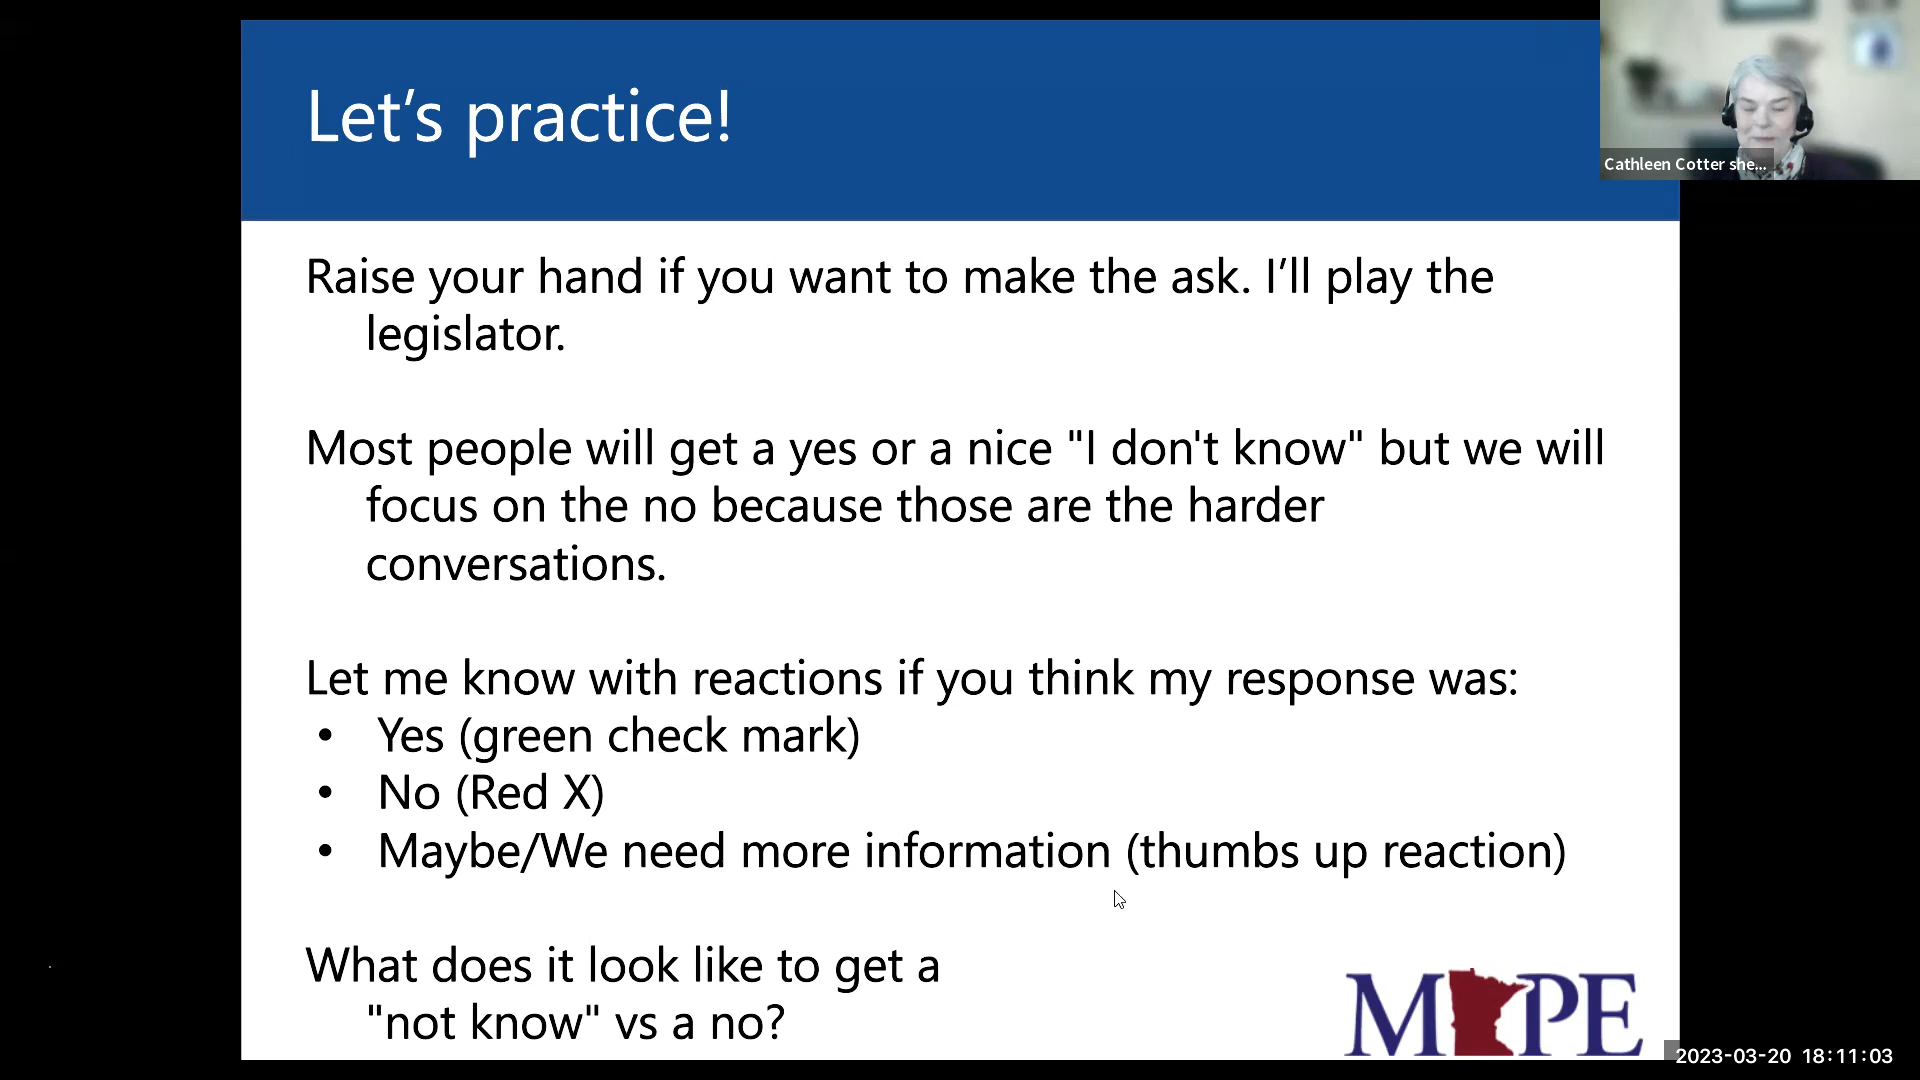 Let's practice!
Cathleen Cotter she...
Raise your hand if you want to make the ask. I'll play the
legislator.
Most people will get a yes or a nice "I don't know" but we will
focus on the no because those are the harder
conversations.
Let me know with reactions if you think my response was:
• Yes (green check mark)
• No (Red X)
• Maybe/We need more information (thumbs up reaction)
What does it look like to get a
"not know" vs a no?
MAPE
2023-03-20 18:11:03